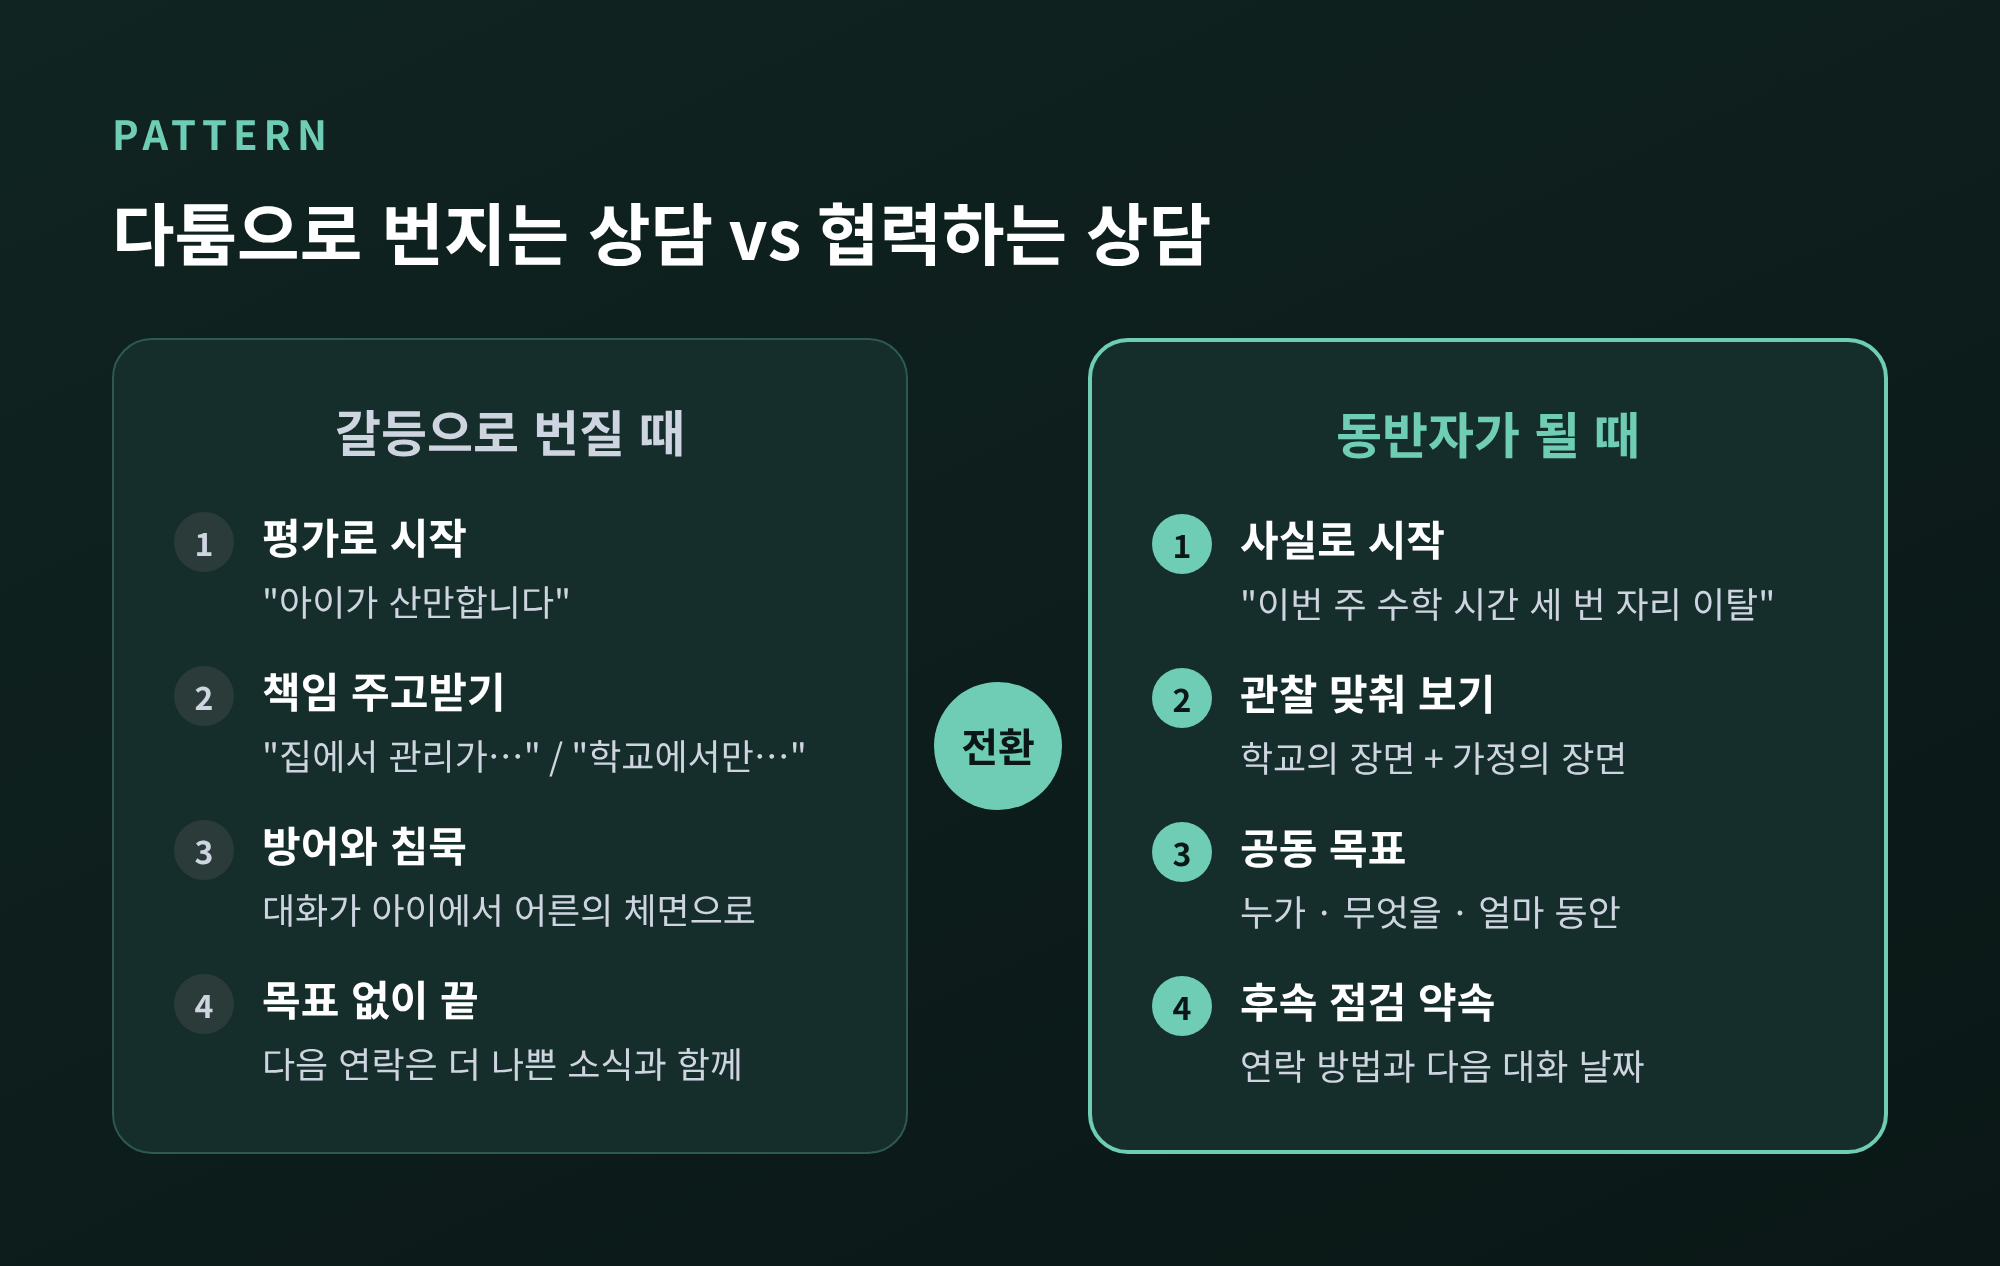 PATTERN
다툼으로 번지는 상담 vs 협력하는 상담
갈등으로 번질 때
1 평가로 시작
"아이가 산만합니다"
2 책임 주고받기
"집에서 관리가…" / "학교에서만…"
3 방어와 침묵
대화가 아이에서 어른의 체면으로
4 목표 없이 끝
다음 연락은 더 나쁜 소식과 함께
전환
동반자가 될 때
1 사실로 시작
"이번 주 수학 시간 세 번 자리 이탈"
2 관찰 맞춰 보기
학교의 장면 + 가정의 장면
3 공동 목표
누가 · 무엇을 · 얼마 동안
4 후속 점검 약속
연락 방법과 다음 대화 날짜